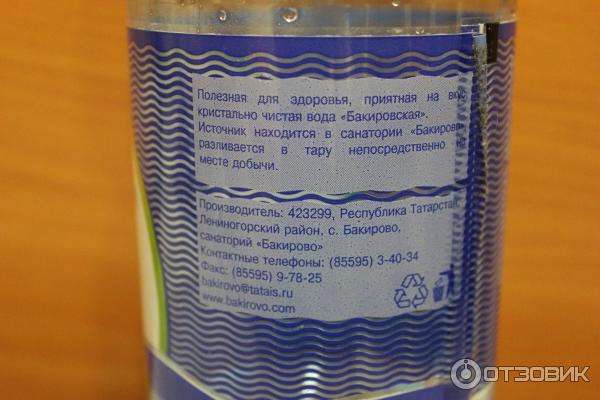 Полезная для здоровья, приятная на вкус
кристально чистая вода «Бакировская».
Источник находится в санатории «Бакирово»
разливается в тару непосредственно
месте добычи.
Производитель: 423299, Республика Татарстан,
Лениногорский район, с. Бакирово,
санаторий «Бакирово»
Контактные телефоны: (85595) 3-40-34
Факс: (85595) 9-78-25
bakirovo@tatais.ru
www.bakirovo.com
ОТЗОВИК